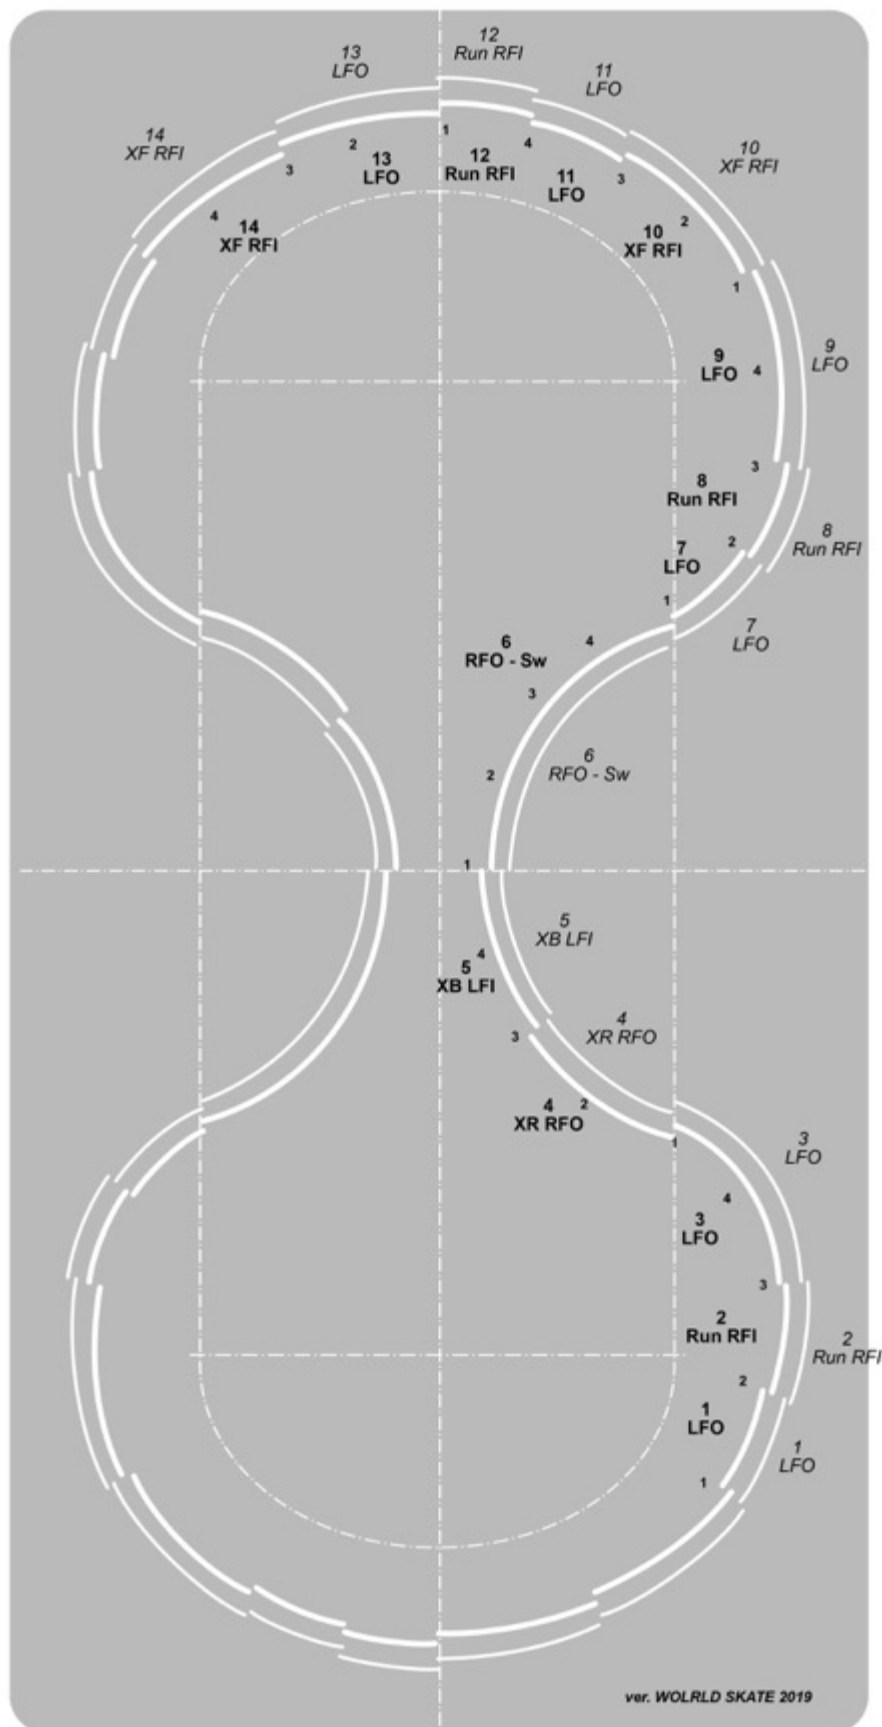 12
Run RFI
13
LFO
11
LFO
14
XF RFI
10
XF RFI
1
2
13
LFO
12
Run RFI
4
3
11
LFO
3
4
14
XF RFI
10
XF RFI
2
1
9
LFO
4
9
LFO
3
8
Run RFI
2
8
Run RFI
7
LFO
1
7
LFO
6
RFO - Sw
4
3
2
6
RFO - Sw
1
5
XB LFI
4
5
XB LFI
3
4
XR RFO
4
XR RFO
2
1
3
LFO
4
3
LFO
3
2
Run RFI
2
Run RFI
2
1
LFO
1
1
LFO
ver. WOLRLD SKATE 2019